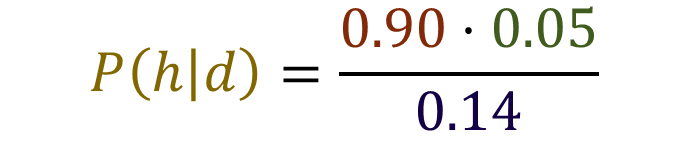 P(h|d) = 0.90 · 0.05 / 0.14